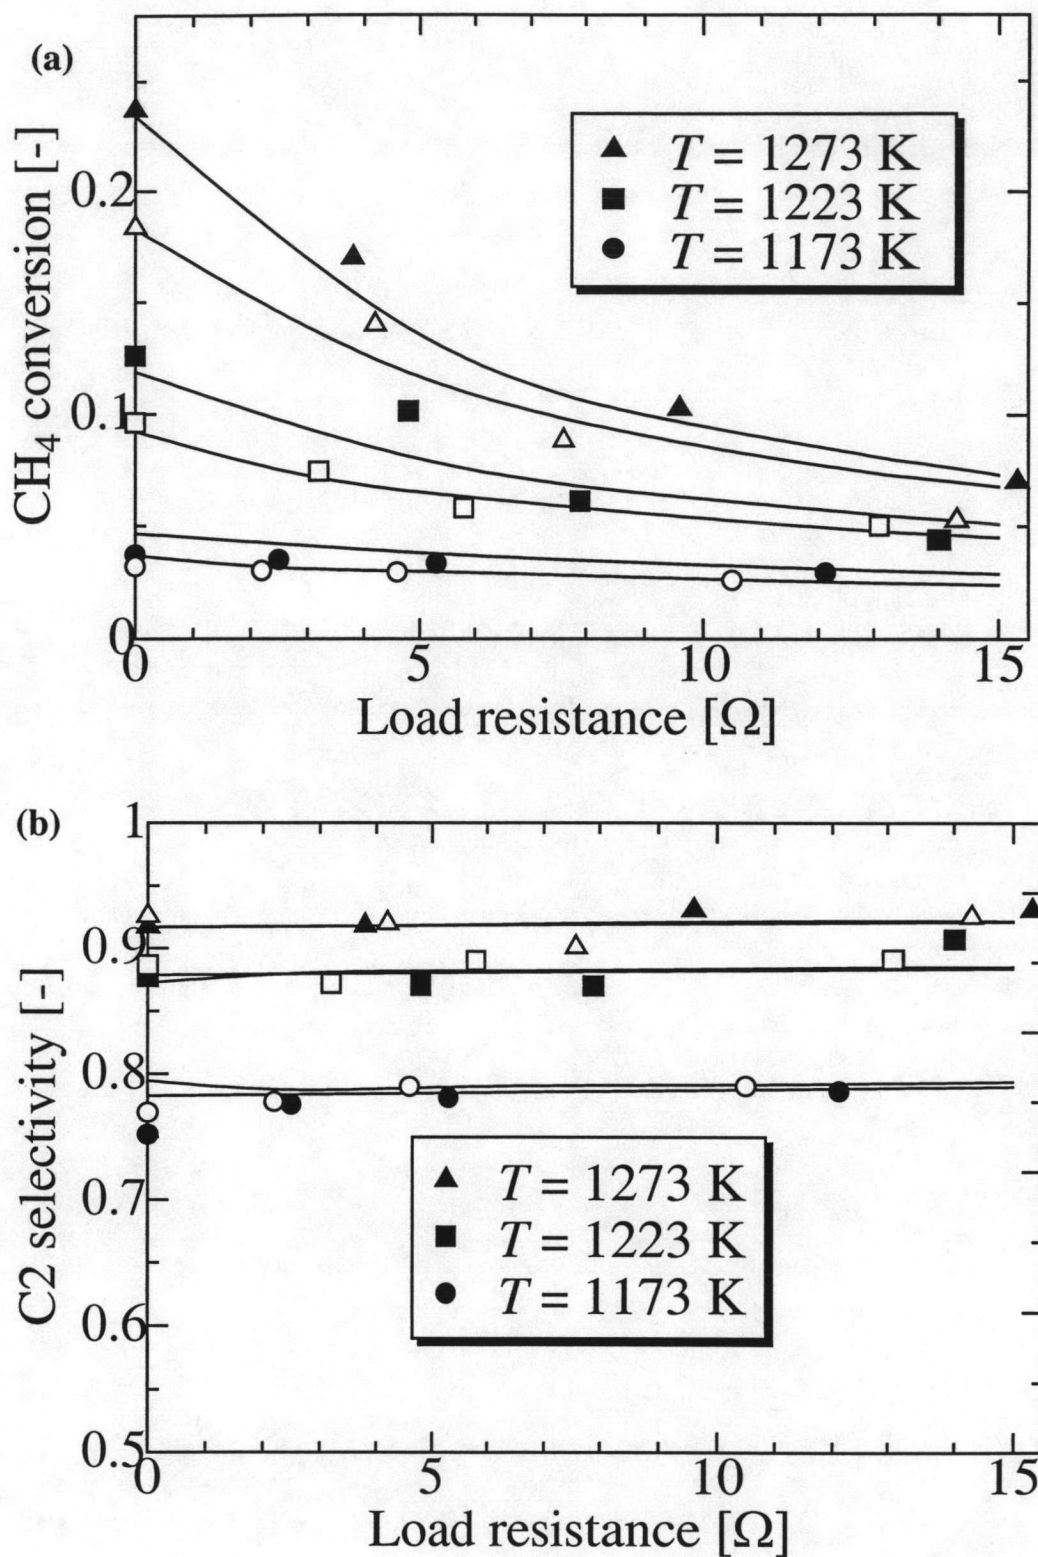 (a)
CH₄ conversion [-]
0.2
0.1
0
T = 1273 K
T = 1223 K
T = 1173 K
0 5 10 15
Load resistance [Ω]
(b)
C2 selectivity [-]
1
0.9
0.8
0.7
0.6
0.5
T = 1273 K
T = 1223 K
T = 1173 K
0 5 10 15
Load resistance [Ω]